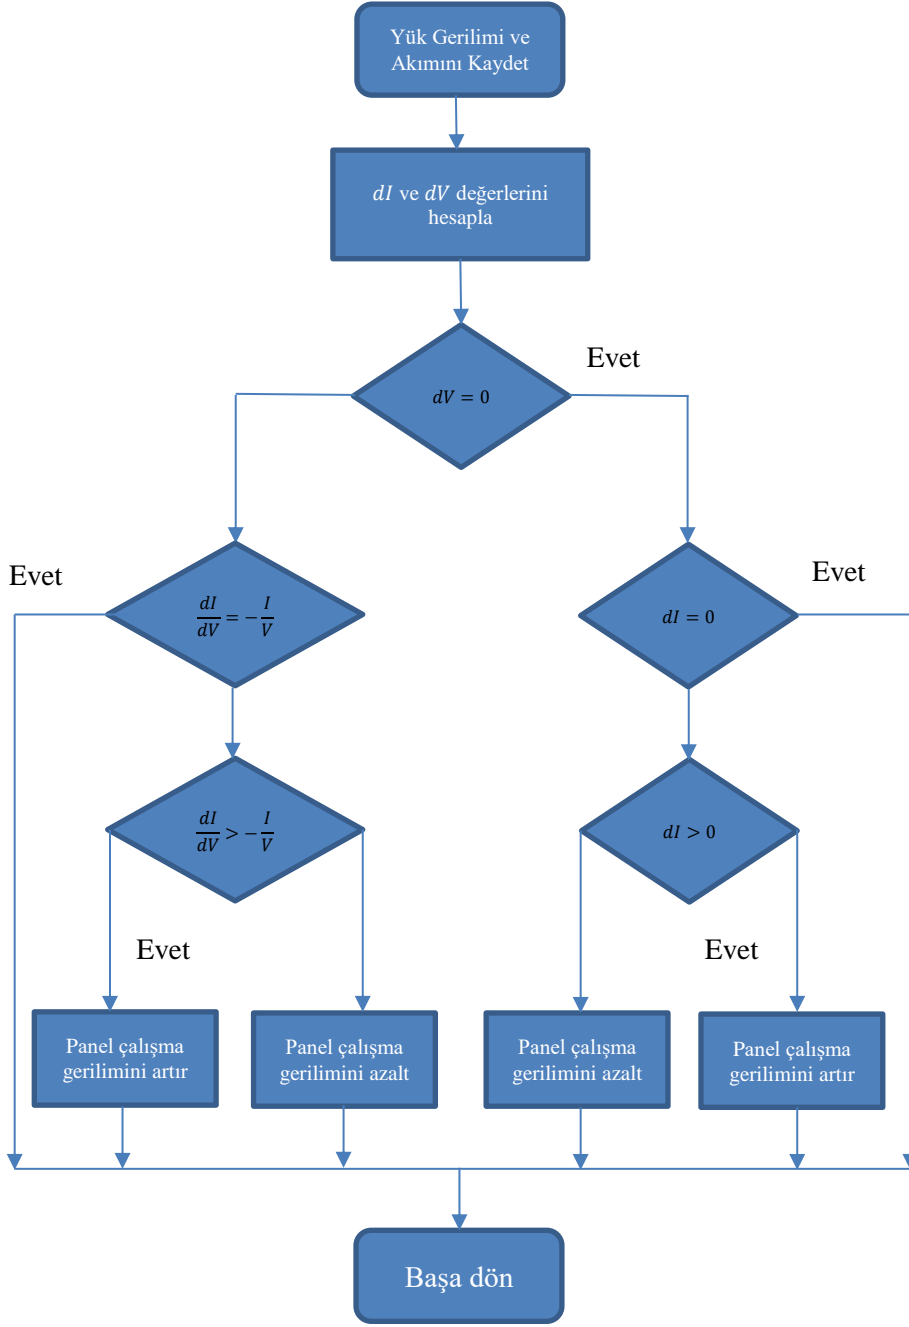 Yük Gerilimi ve
Akımını Kaydet
dI ve dV değerlerini
hesapla
Evet
dV = 0
Evet
Evet
dI/dV = − I/V
dI = 0
dI/dV > − I/V
dI > 0
Evet
Evet
Panel çalışma
gerilimini artır
Panel çalışma
gerilimini azalt
Panel çalışma
gerilimini azalt
Panel çalışma
gerilimini artır
Başa dön